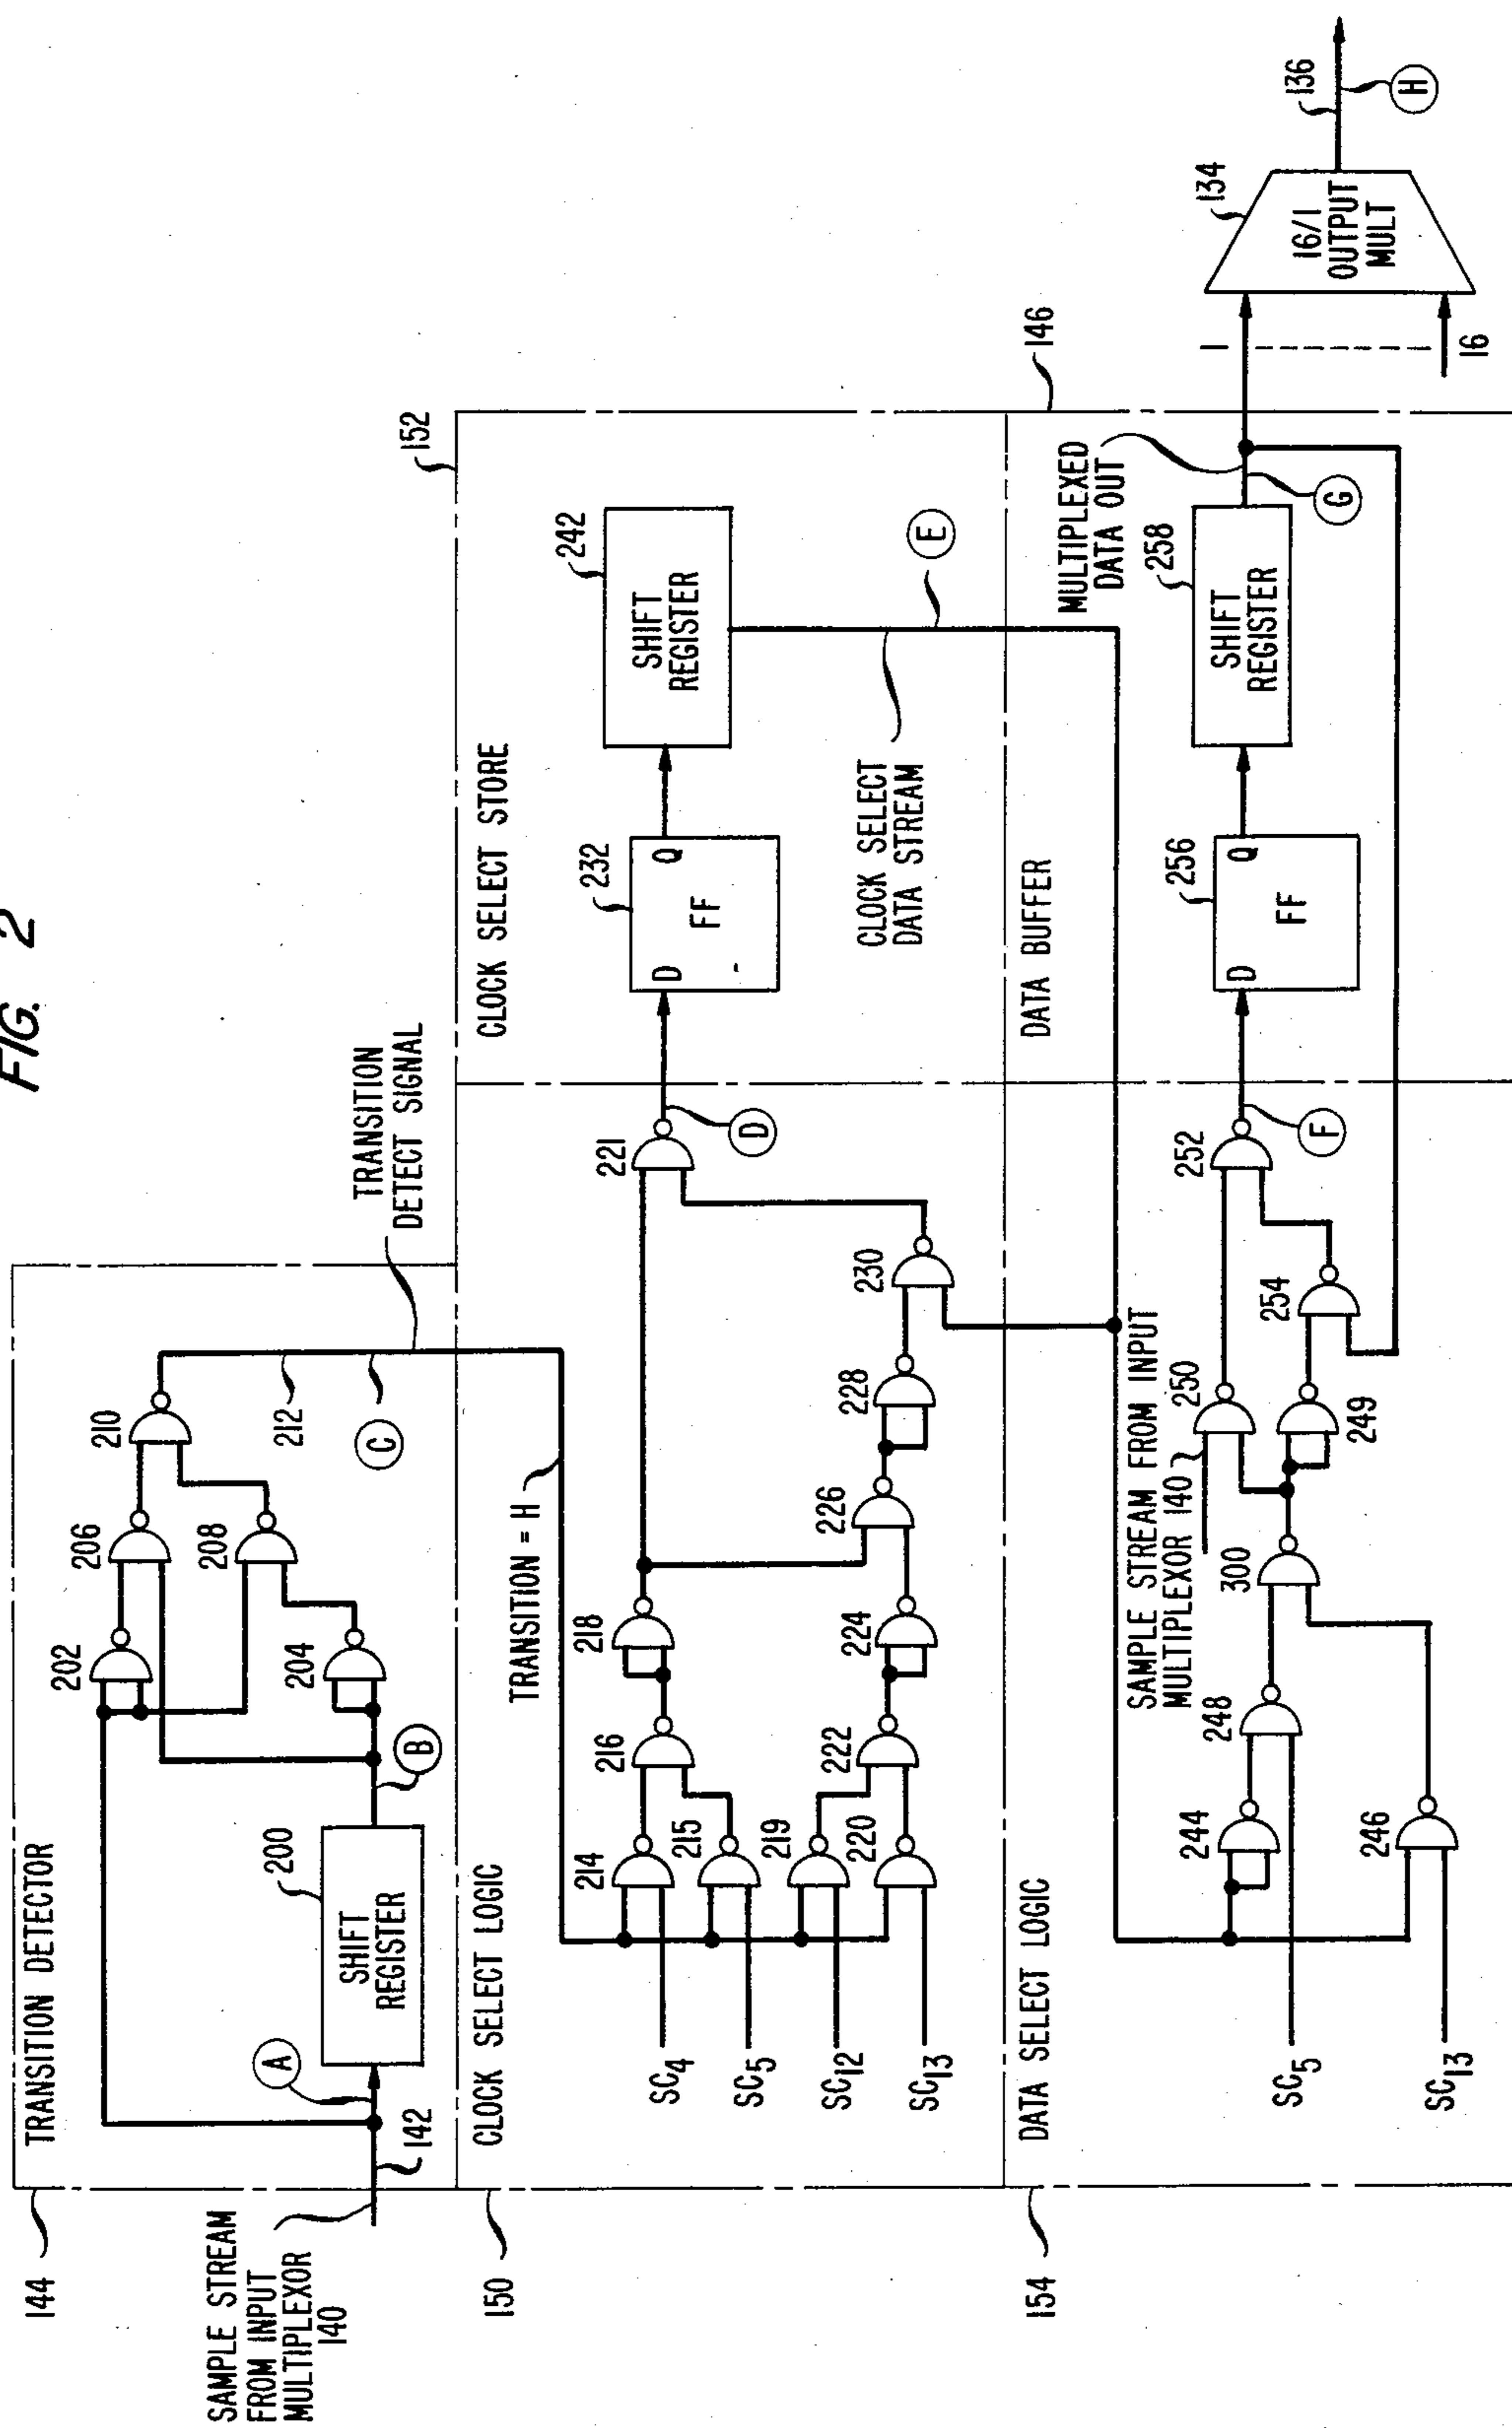 FIG. 2
144
TRANSITION DETECTOR
SAMPLE STREAM
FROM INPUT
MULTIPLEXOR
140
142
A
SHIFT
REGISTER
200
B
202
204
206
208
210
212
C
TRANSITION
DETECT SIGNAL
150
CLOCK SELECT LOGIC
TRANSITION = H
SC4
SC5
SC12
SC13
214
215
219
220
216
222
218
224
226
228
230
221
D
152
CLOCK SELECT STORE
232
D
FF
Q
242
SHIFT
REGISTER
CLOCK SELECT
DATA STREAM
E
154
DATA SELECT LOGIC
SC5
SC13
244
246
248
300
SAMPLE STREAM FROM INPUT
MULTIPLEXOR 140
250
249
254
252
F
146
DATA BUFFER
256
D
FF
Q
258
SHIFT
REGISTER
MULTIPLEXED
DATA OUT
G
1
16
134
16/1
OUTPUT
MULT
136
H